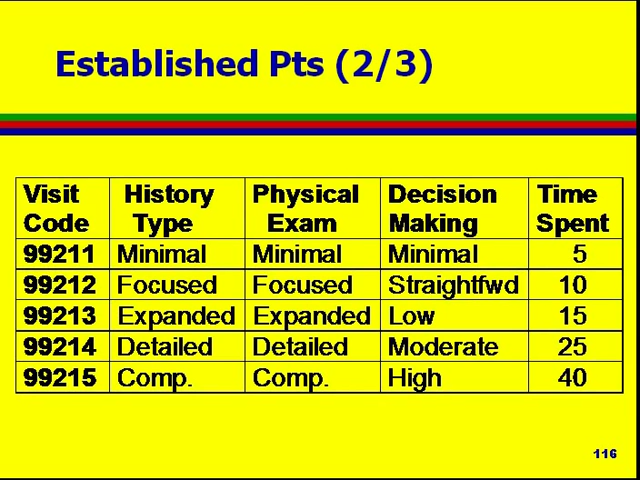 Established Pts (2/3)
Visit Code History Type Physical Exam Decision Making Time Spent
99211 Minimal Minimal Minimal 5
99212 Focused Focused Straightfwd 10
99213 Expanded Expanded Low 15
99214 Detailed Detailed Moderate 25
99215 Comp. Comp. High 40
116